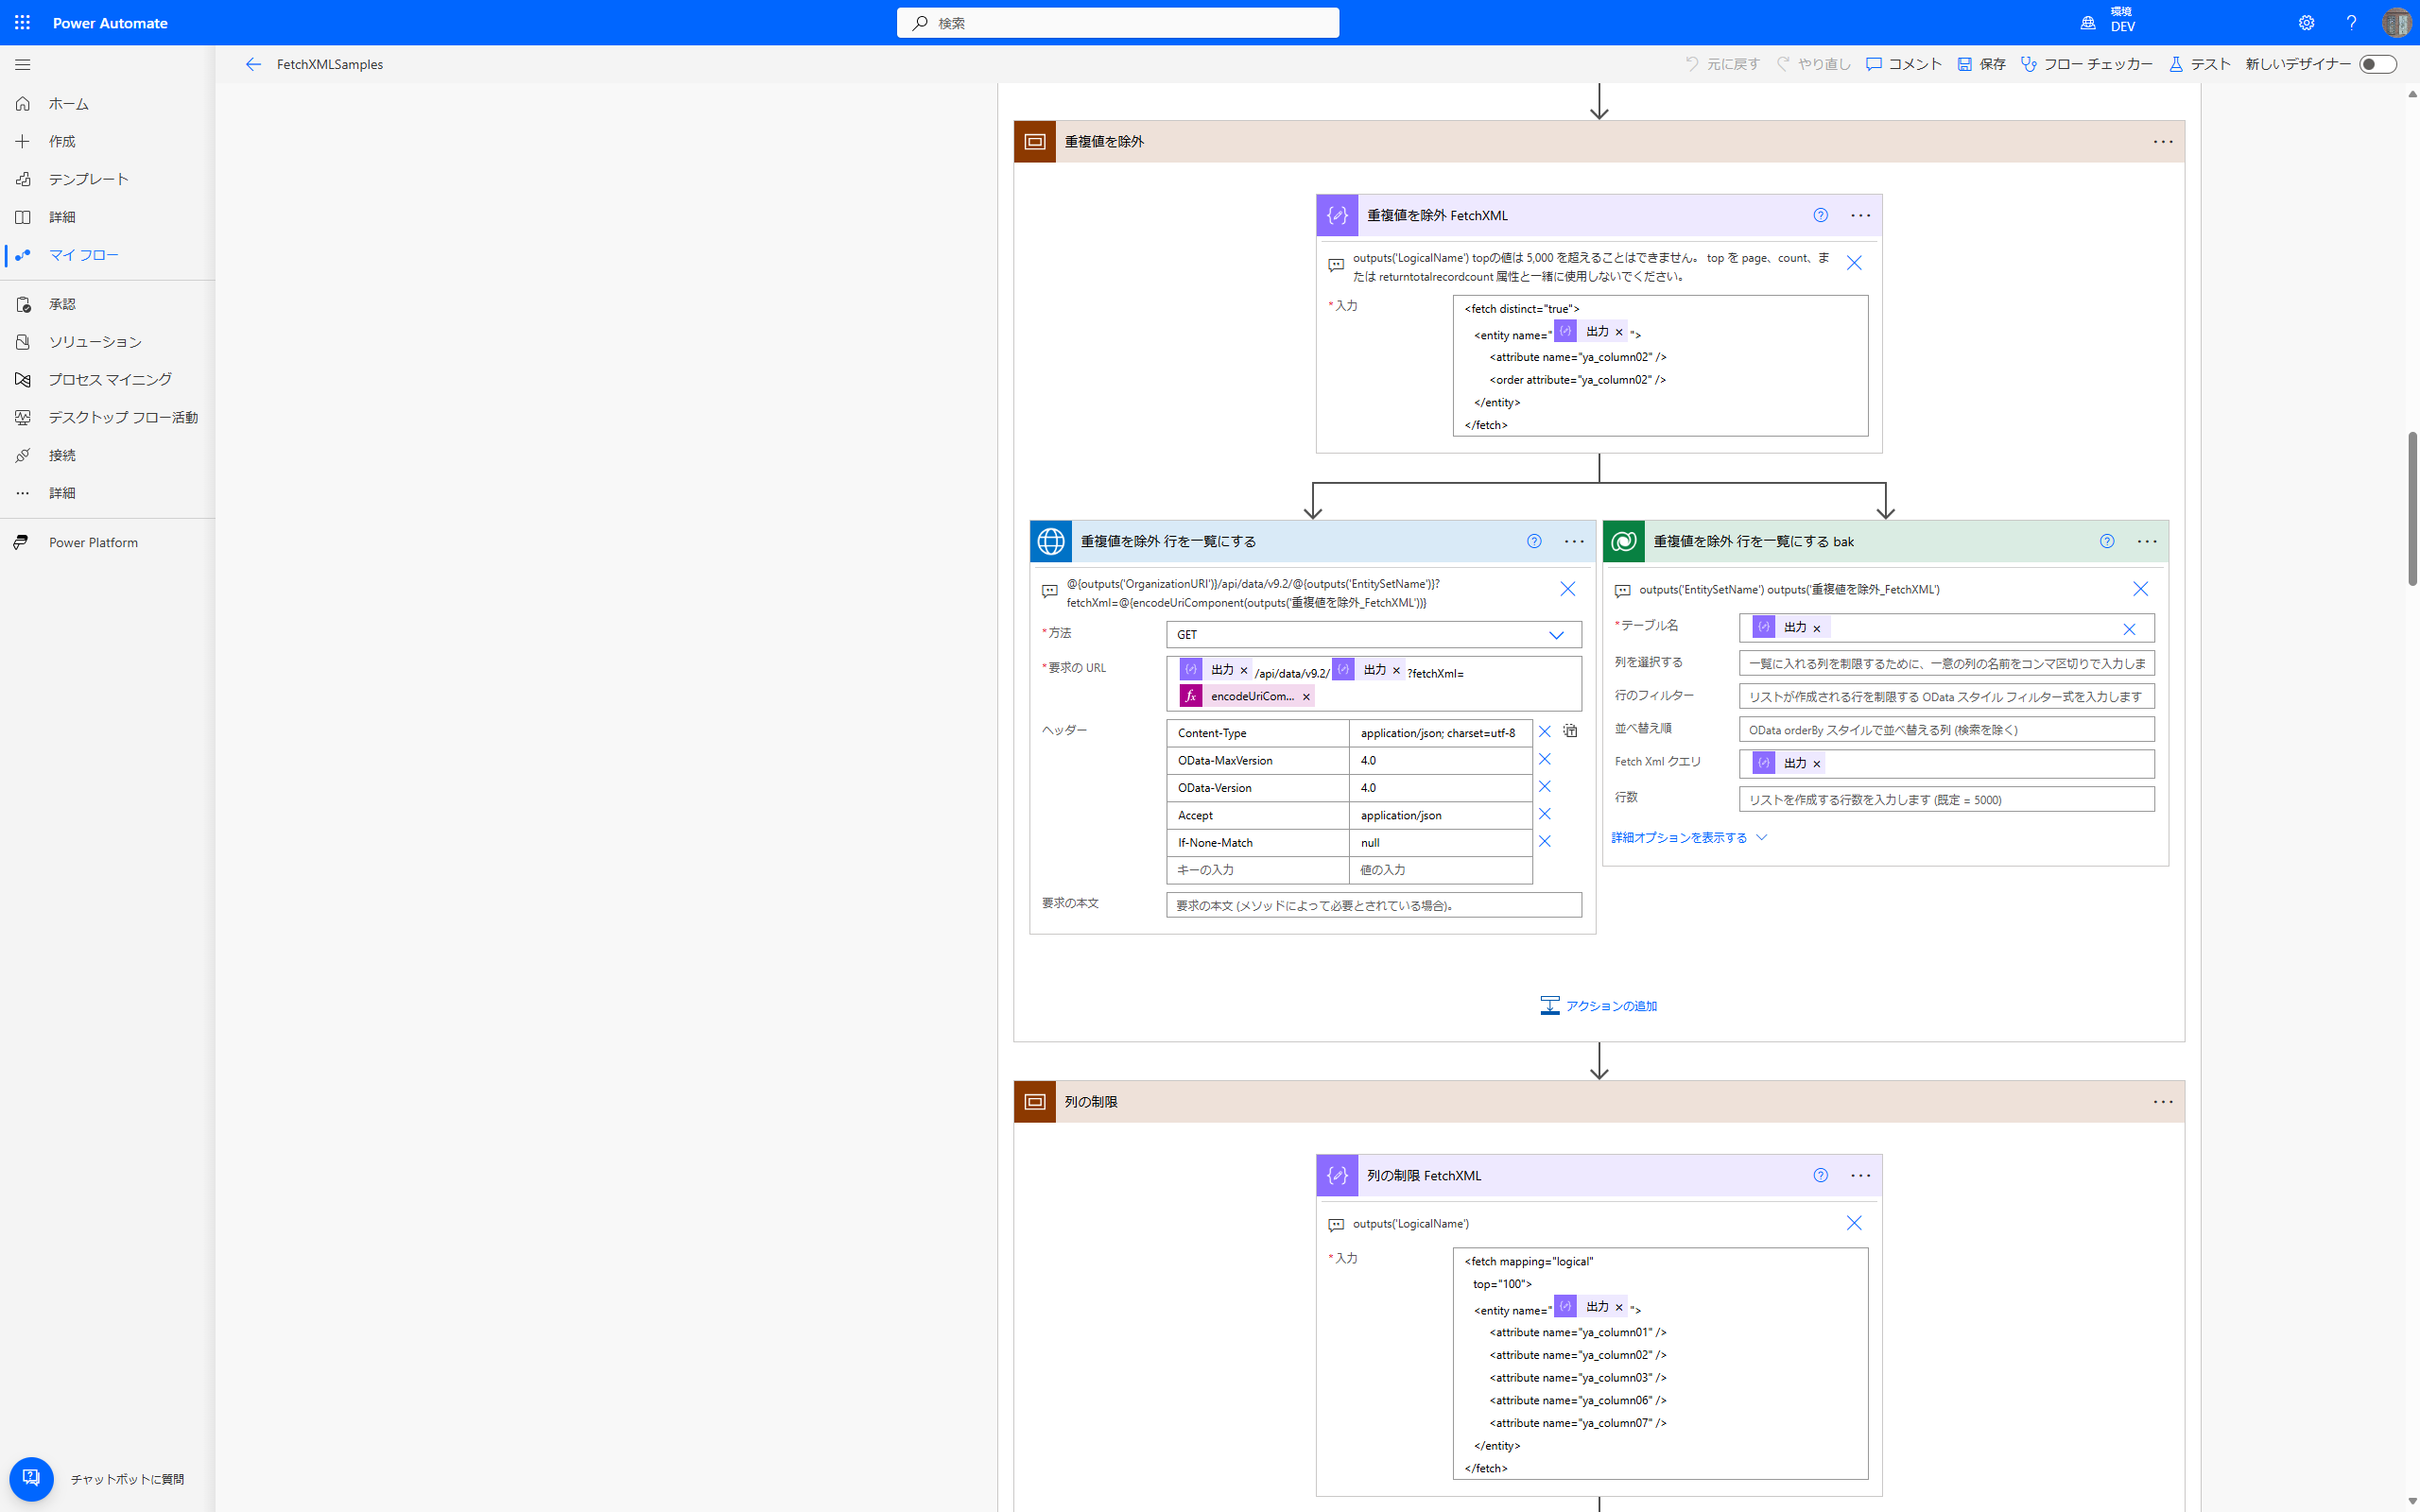 Power Automate
検索
環境
DEV
FetchXMLSamples
元に戻す
やり直し
コメント
保存
フロー チェッカー
テスト
新しいデザイナー
ホーム
作成
テンプレート
詳細
マイ フロー
承認
ソリューション
プロセス マイニング
デスクトップ フロー活動
接続
詳細
Power Platform
チャットボットに質問
重複値を除外
重複値を除外 FetchXML
outputs('LogicalName') topの値は 5,000 を超えることはできません。 top を page、count、ま
たは returntotalrecordcount 属性と一緒に使用しないでください。
*入力
<fetch distinct="true">
<entity name=" 出力 × ">
<attribute name="ya_column02" />
<order attribute="ya_column02" />
</entity>
</fetch>
重複値を除外 行を一覧にする
@{outputs('OrganizationURI')}/api/data/v9.2/@{outputs('EntitySetName')}?
fetchXml=@{encodeUriComponent(outputs('重複値を除外_FetchXML'))}
*方法
GET
*要求の URL
出力 × /api/data/v9.2/ 出力 × ?fetchXml=
fx encodeUriCom... ×
ヘッダー
Content-Type application/json; charset=utf-8
OData-MaxVersion 4.0
OData-Version 4.0
Accept application/json
If-None-Match null
キーの入力 値の入力
要求の本文
要求の本文 (メソッドによって必要とされている場合)。
重複値を除外 行を一覧にする bak
outputs('EntitySetName') outputs('重複値を除外_FetchXML')
*テーブル名
出力 ×
列を選択する
一覧に入れる列を制限するために、一意の列の名前をコンマ区切りで入力しま
行のフィルター
リストが作成される行を制限する OData スタイル フィルター式を入力します
並べ替え順
OData orderBy スタイルで並べ替える列 (検索を除く)
Fetch Xml クエリ
出力 ×
行数
リストを作成する行数を入力します (既定 = 5000)
詳細オプションを表示する
アクションの追加
列の制限
列の制限 FetchXML
outputs('LogicalName')
*入力
<fetch mapping="logical"
top="100">
<entity name=" 出力 × ">
<attribute name="ya_column01" />
<attribute name="ya_column02" />
<attribute name="ya_column03" />
<attribute name="ya_column06" />
<attribute name="ya_column07" />
</entity>
</fetch>